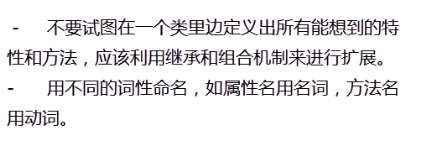 - 不要试图在一个类里边定义出所有能想到的特
性和方法，应该利用继承和组合机制来进行扩展。
- 用不同的词性命名，如属性名用名词，方法名
用动词。